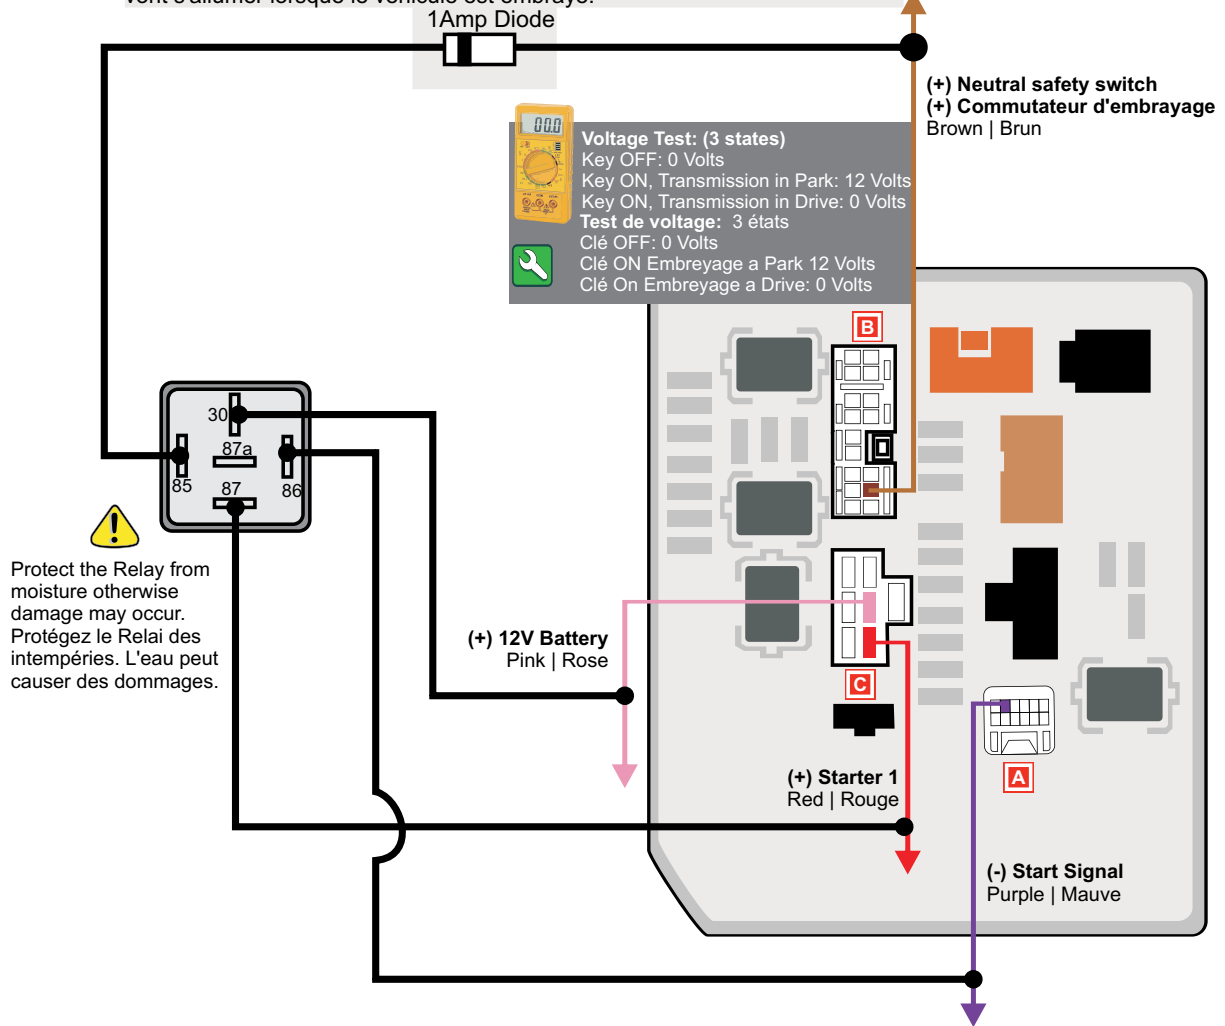 1Amp Diode
(+) Neutral safety switch
(+) Commutateur d'embrayage
Brown | Brun
00.0
Voltage Test: (3 states)
Key OFF: 0 Volts
Key ON, Transmission in Park: 12 Volts
Key ON, Transmission in Drive: 0 Volts
Test de voltage: 3 états
Clé OFF: 0 Volts
Clé ON Embreyage a Park 12 Volts
Clé On Embreyage a Drive: 0 Volts
B
30
87a
85
87
86
Protect the Relay from
moisture otherwise
damage may occur.
Protégez le Relai des
intempéries. L'eau peut
causer des dommages.
(+) 12V Battery
Pink | Rose
C
(+) Starter 1
Red | Rouge
A
(-) Start Signal
Purple | Mauve